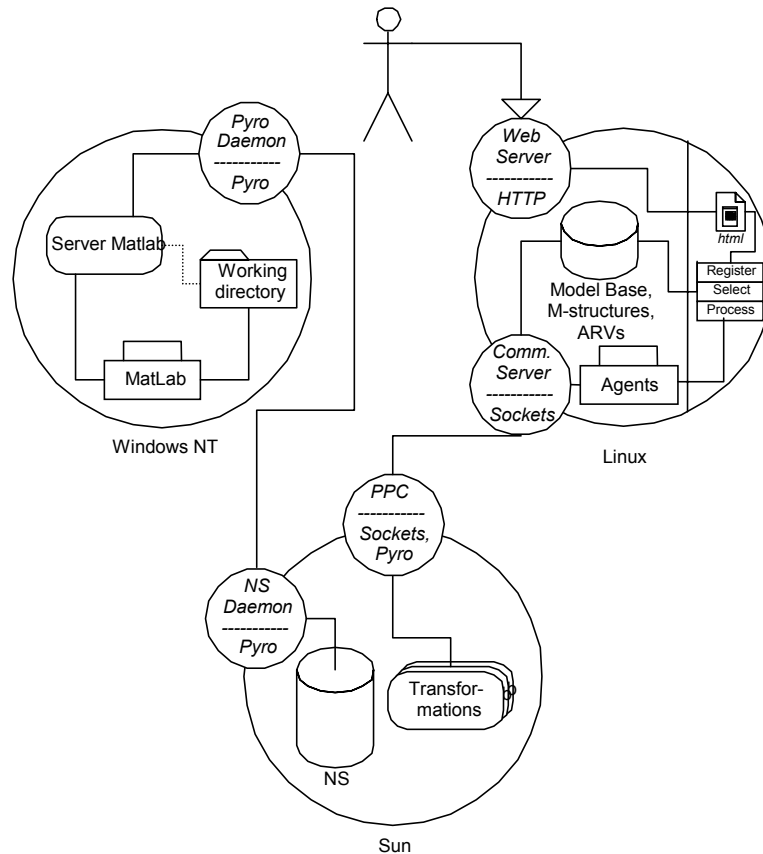 Pyro
Daemon
-----------
Pyro
Server Matlab
Working
directory
MatLab
Windows NT
Web
Server
-----------
HTTP
html
Register
Select
Process
Model Base,
M-structures,
ARVs
Comm.
Server
-----------
Sockets
Agents
Linux
PPC
-----------
Sockets,
Pyro
NS
Daemon
-----------
Pyro
NS
Transfor-
mations
Sun